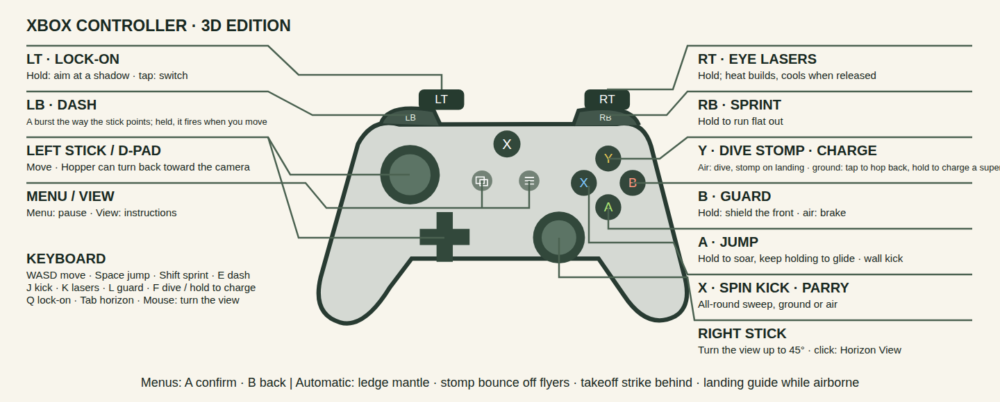 XBOX CONTROLLER · 3D EDITION
LT · LOCK-ON
Hold: aim at a shadow · tap: switch
LB · DASH
A burst the way the stick points; held, it fires when you move
LEFT STICK / D-PAD
Move · Hopper can turn back toward the camera
MENU / VIEW
Menu: pause · View: instructions
KEYBOARD
WASD move · Space jump · Shift sprint · E dash
J kick · K lasers · L guard · F dive / hold to charge
Q lock-on · Tab horizon · Mouse: turn the view
LT
LB
RT
RB
X
Y
X
B
A
RT · EYE LASERS
Hold; heat builds, cools when released
RB · SPRINT
Hold to run flat out
Y · DIVE STOMP · CHARGE
Air: dive, stomp on landing · ground: tap to hop back, hold to charge a super
B · GUARD
Hold: shield the front · air: brake
A · JUMP
Hold to soar, keep holding to glide · wall kick
X · SPIN KICK · PARRY
All-round sweep, ground or air
RIGHT STICK
Turn the view up to 45° · click: Horizon View
Menus: A confirm · B back | Automatic: ledge mantle · stomp bounce off flyers · takeoff strike behind · landing guide while airborne